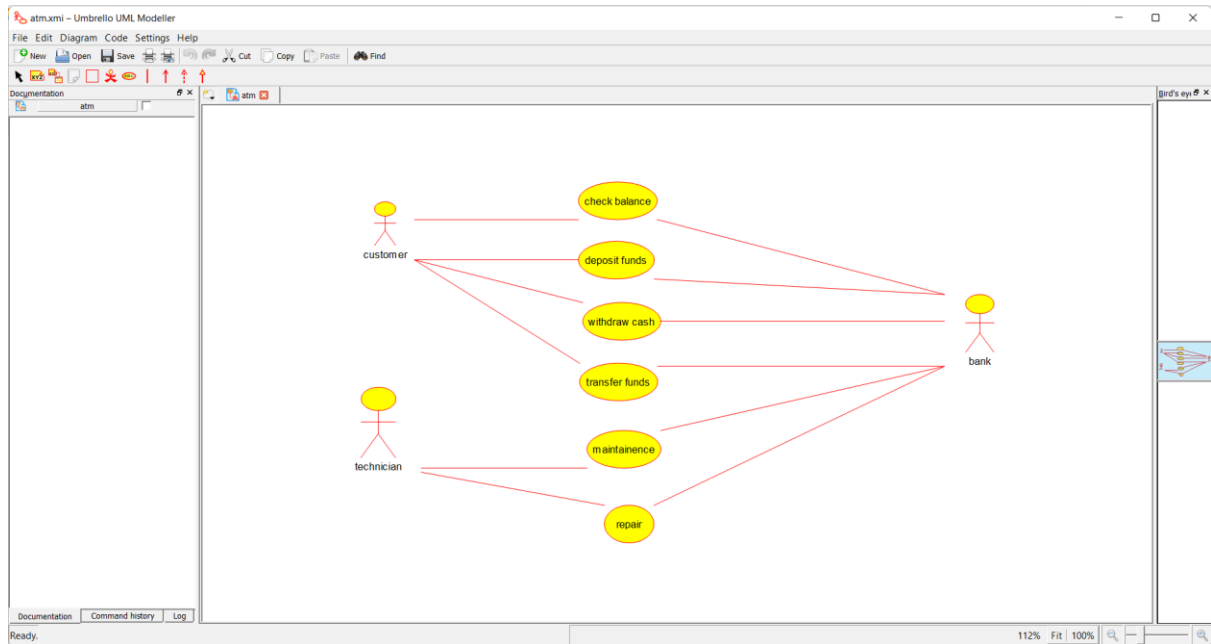 atm.xmi – Umbrello UML Modeller
File Edit Diagram Code Settings Help
New Open Save Cut Copy Paste Find
Documentation
atm
atm
Bird's eye
check balance
customer
deposit funds
withdraw cash
bank
transfer funds
maintainence
technician
repair
Documentation Command history Log
Ready.
112% Fit 100%